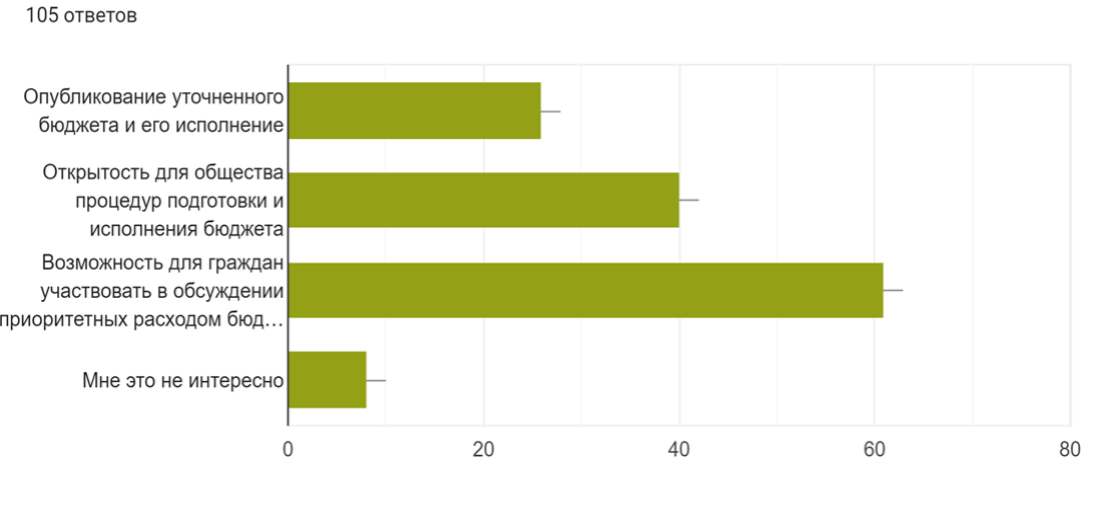 105 ответов
Опубликование уточненного
бюджета и его исполнение
Открытость для общества
процедур подготовки и
исполнения бюджета
Возможность для граждан
участвовать в обсуждении
приоритетных расходом бюд…
Мне это не интересно
0 20 40 60 80